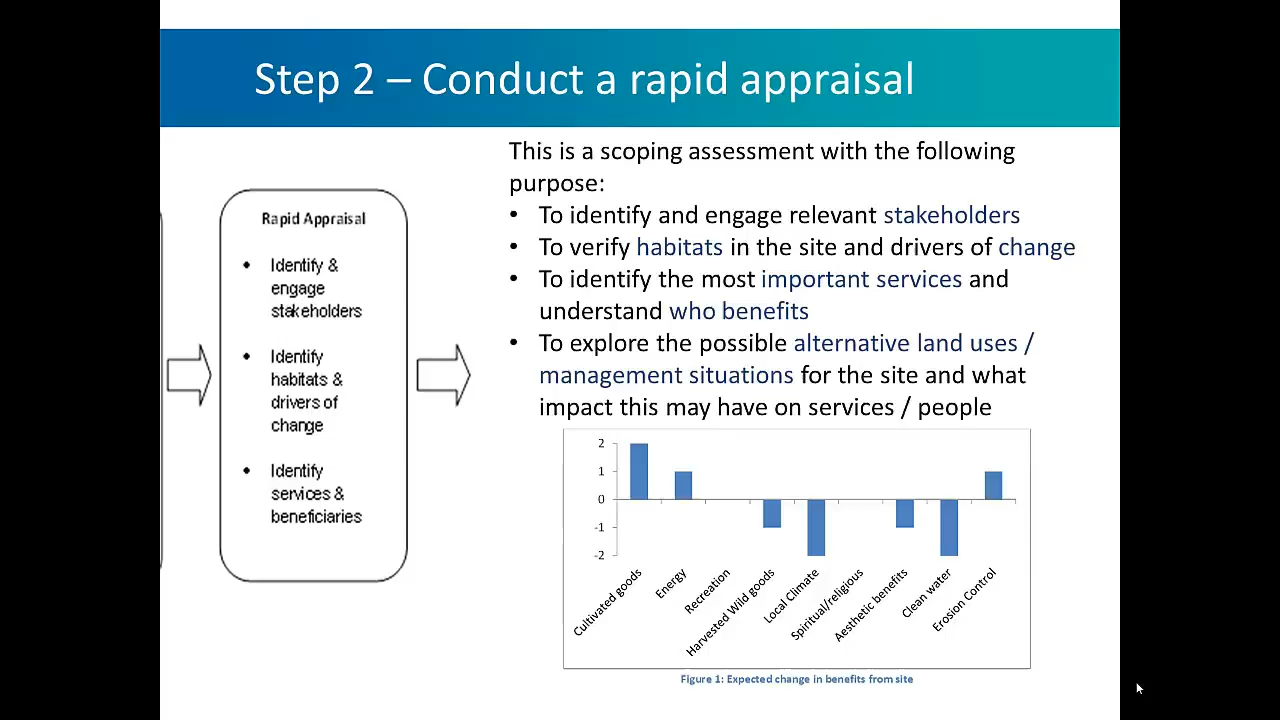 Step 2 – Conduct a rapid appraisal
Rapid Appraisal
• Identify &
engage
stakeholders
• Identify
habitats &
drivers of
change
• Identify
services &
beneficiaries
This is a scoping assessment with the following
purpose:
• To identify and engage relevant stakeholders
• To verify habitats in the site and drivers of change
• To identify the most important services and
understand who benefits
• To explore the possible alternative land uses /
management situations for the site and what
impact this may have on services / people
2
1
0
-1
-2
Cultivated goods
Energy
Recreation
Harvested Wild goods
Local Climate
Spiritual/religious
Aesthetic benefits
Clean water
Erosion Control
Figure 1: Expected change in benefits from site